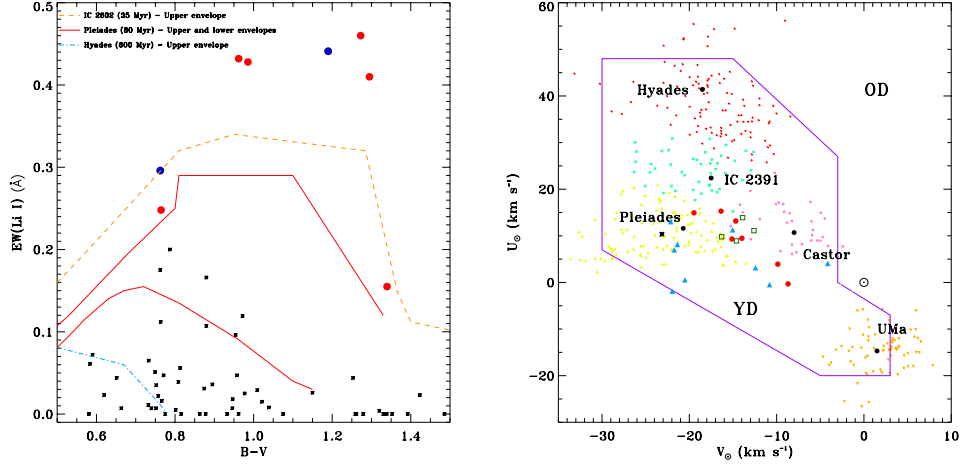 IC 2602 (35 Myr) - Upper envelope
Pleiades (80 Myr) - Upper and lower envelopes
Hyades (600 Myr) - Upper envelope
0.5
0.4
0.3
0.2
0.1
0.0
EW(Li I) (Å)
0.6 0.8 1.0 1.2 1.4
B-V
60
40
20
0
-20
U⊙ (km s⁻¹)
Hyades
OD
IC 2391
Pleiades
Castor
YD
UMa
-30 -20 -10 0 10
V⊙ (km s⁻¹)